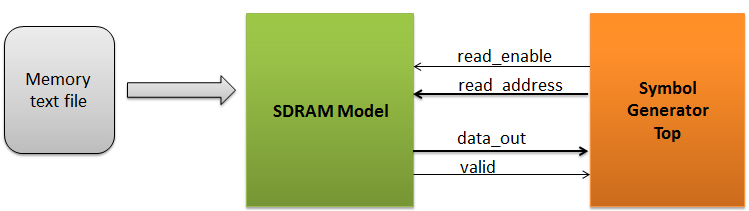 Memory
text file
SDRAM Model
read_enable
read_address
data_out
valid
Symbol
Generator
Top